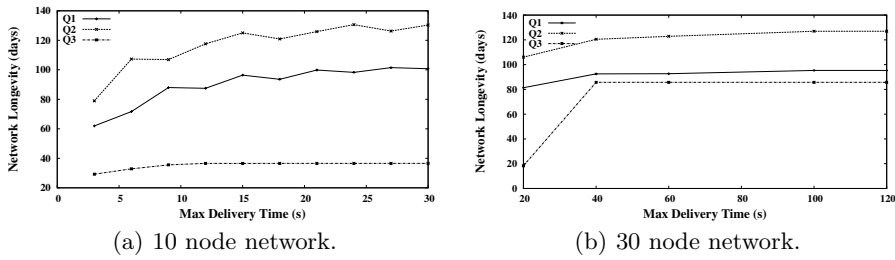 Network Longevity (days)
140
120
100
80
60
40
20
Q1
Q2
Q3
0 5 10 15 20 25 30
Max Delivery Time (s)
(a) 10 node network.
Network Longevity (days)
140
120
100
80
60
40
20
0
Q1
Q2
Q3
20 40 60 80 100 120
Max Delivery Time (s)
(b) 30 node network.